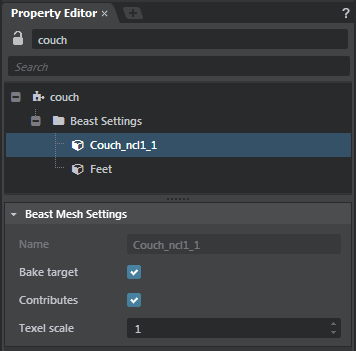 Property Editor × +
?
couch
Search
couch
Beast Settings
Couch_ncl1_1
Feet
Beast Mesh Settings
Name Couch_ncl1_1
Bake target
Contributes
Texel scale 1